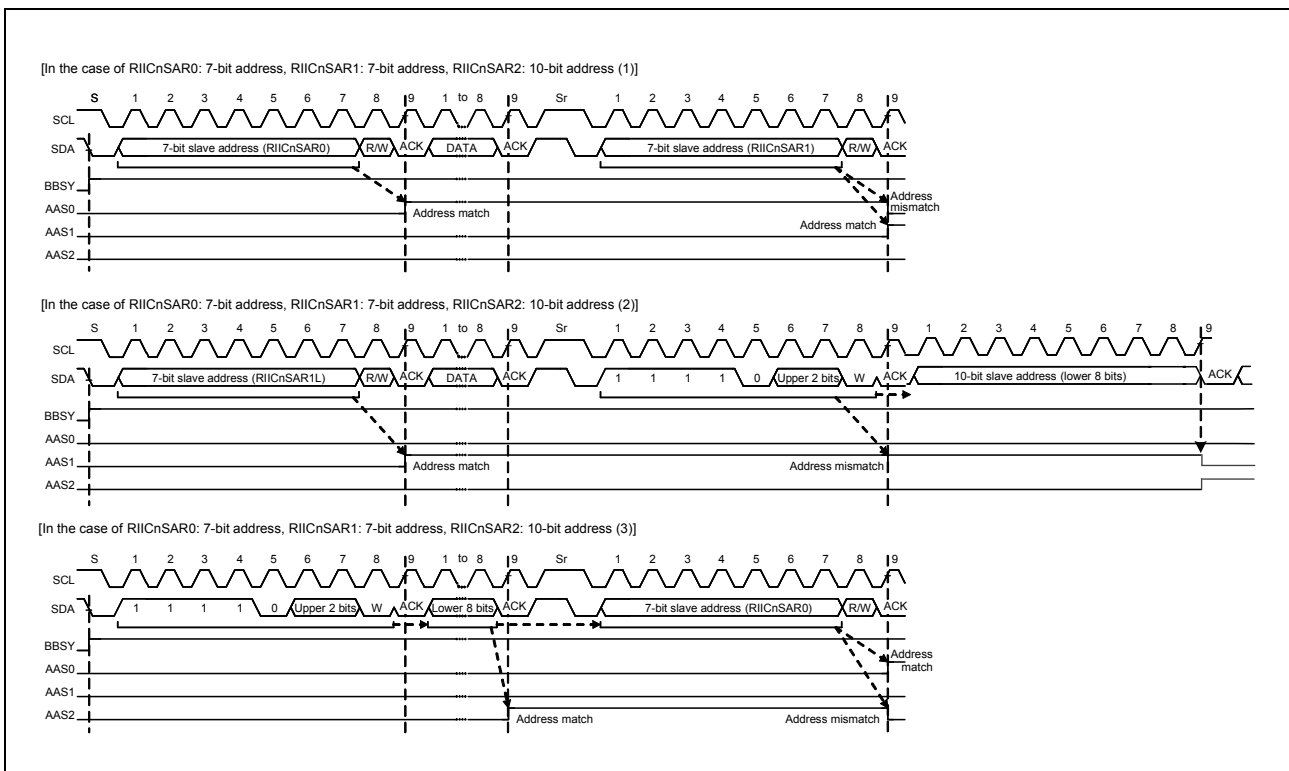 [In the case of RIICnSAR0: 7-bit address, RIICnSAR1: 7-bit address, RIICnSAR2: 10-bit address (1)]
S 1 2 3 4 5 6 7 8 9 1 to 8 9 Sr 1 2 3 4 5 6 7 8 9
SCL
SDA 7-bit slave address (RIICnSAR0) R/W ACK DATA ACK 7-bit slave address (RIICnSAR1) R/W ACK
BBSY
Address mismatch
AAS0 Address match
AAS1 Address match
AAS2
[In the case of RIICnSAR0: 7-bit address, RIICnSAR1: 7-bit address, RIICnSAR2: 10-bit address (2)]
S 1 2 3 4 5 6 7 8 9 1 to 8 9 Sr 1 2 3 4 5 6 7 8 9 1 2 3 4 5 6 7 8 9
SCL
SDA 7-bit slave address (RIICnSAR1L) R/W ACK DATA ACK 1 1 1 1 0 Upper 2 bits W ACK 10-bit slave address (lower 8 bits) ACK
BBSY
AAS0
AAS1 Address match Address mismatch
AAS2
[In the case of RIICnSAR0: 7-bit address, RIICnSAR1: 7-bit address, RIICnSAR2: 10-bit address (3)]
S 1 2 3 4 5 6 7 8 9 1 to 8 9 Sr 1 2 3 4 5 6 7 8 9
SCL
SDA 1 1 1 1 0 Upper 2 bits W ACK Lower 8 bits ACK 7-bit slave address (RIICnSAR0) R/W ACK
BBSY
Address match
AAS0
AAS1
AAS2 Address match Address mismatch